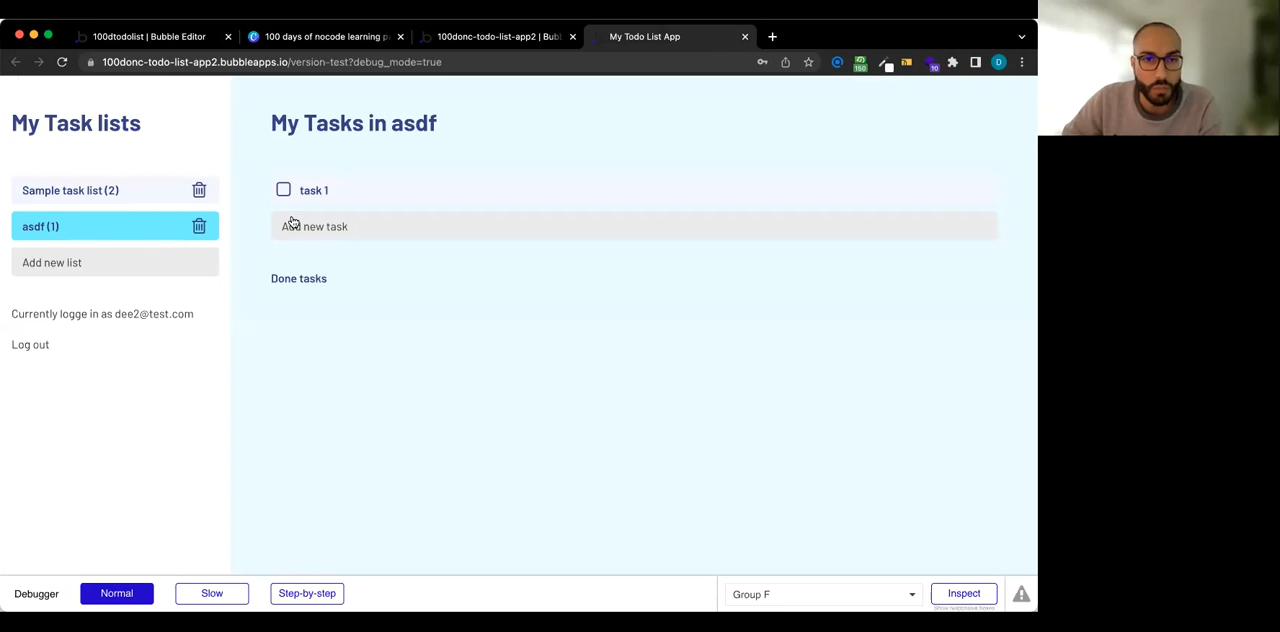 100dtodolist | Bubble Editor
100 days of nocode learning p
100donc-todo-list-app2 | Bub
My Todo List App
100donc-todo-list-app2.bubbleapps.io/version-test?debug_mode=true
150
10
D
My Task lists
My Tasks in asdf
Sample task list (2)
task 1
asdf (1)
Add new task
Add new list
Done tasks
Currently logge in as dee2@test.com
Log out
Debugger
Normal
Slow
Step-by-step
Group F
Inspect